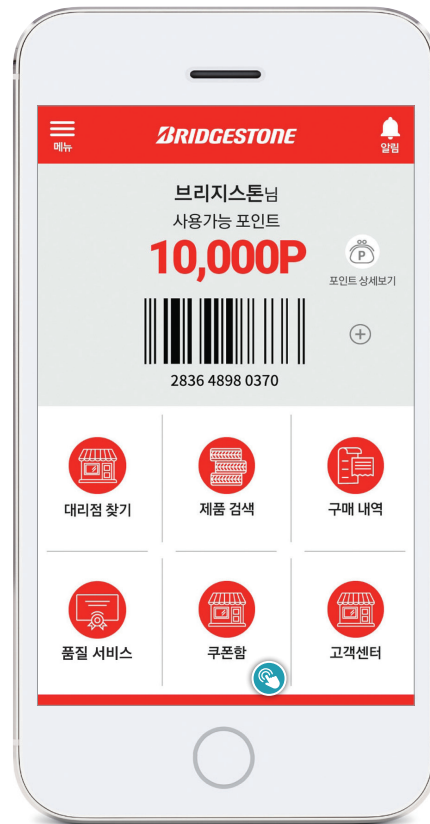 메뉴
BRIDGESTONE
알림
브리지스톤님
사용가능 포인트
10,000P
P
포인트 상세보기
2836 4898 0370
대리점 찾기
제품 검색
구매 내역
품질 서비스
쿠폰함
고객센터